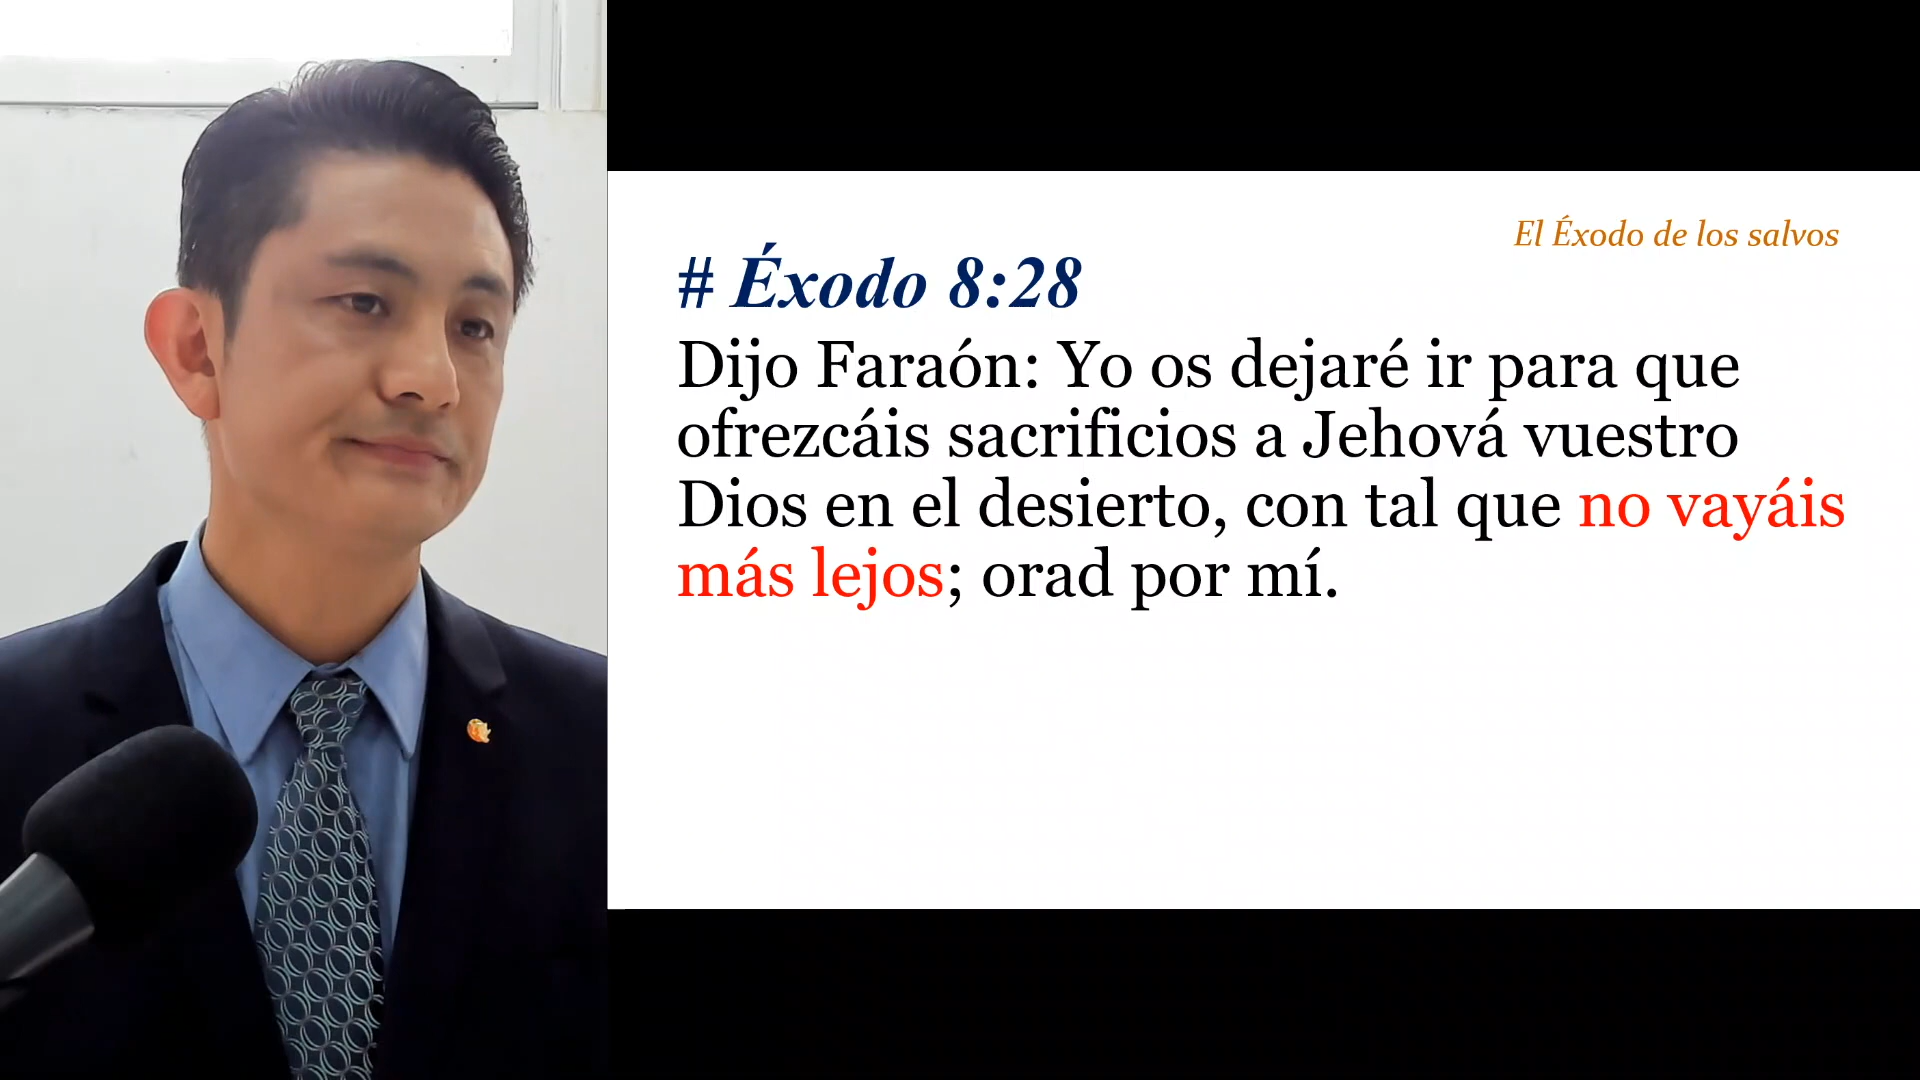 El Éxodo de los salvos
# Éxodo 8:28
Dijo Faraón: Yo os dejaré ir para que
ofrezcáis sacrificios a Jehová vuestro
Dios en el desierto, con tal que no vayáis
más lejos; orad por mí.